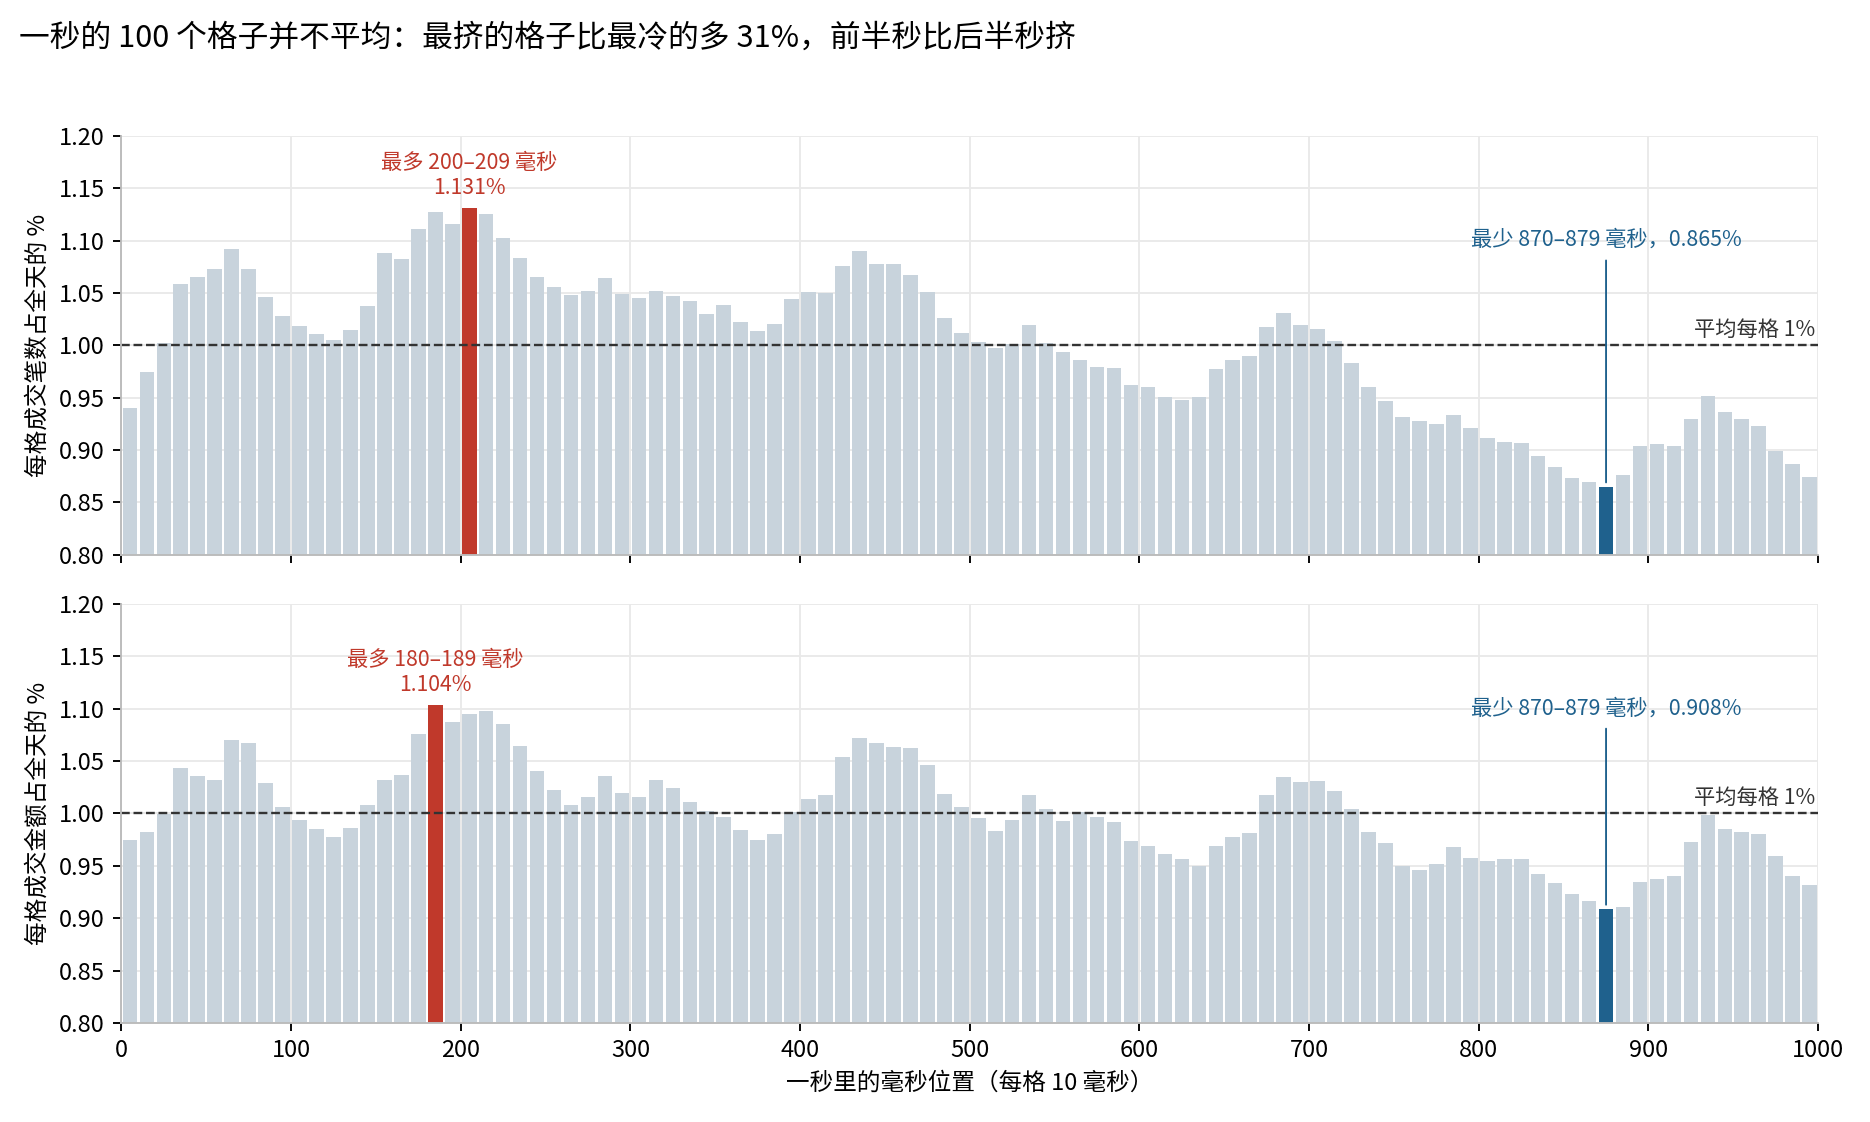 一秒的 100 个格子并不平均：最挤的格子比最冷的多 31%，前半秒比后半秒挤
每格成交笔数占全天的 %
1.20
1.15
1.10
1.05
1.00
0.95
0.90
0.85
0.80
最多 200–209 毫秒
1.131%
最少 870–879 毫秒，0.865%
平均每格 1%
每格成交金额占全天的 %
1.20
1.15
1.10
1.05
1.00
0.95
0.90
0.85
0.80
最多 180–189 毫秒
1.104%
最少 870–879 毫秒，0.908%
平均每格 1%
0 100 200 300 400 500 600 700 800 900 1000
一秒里的毫秒位置（每格 10 毫秒）